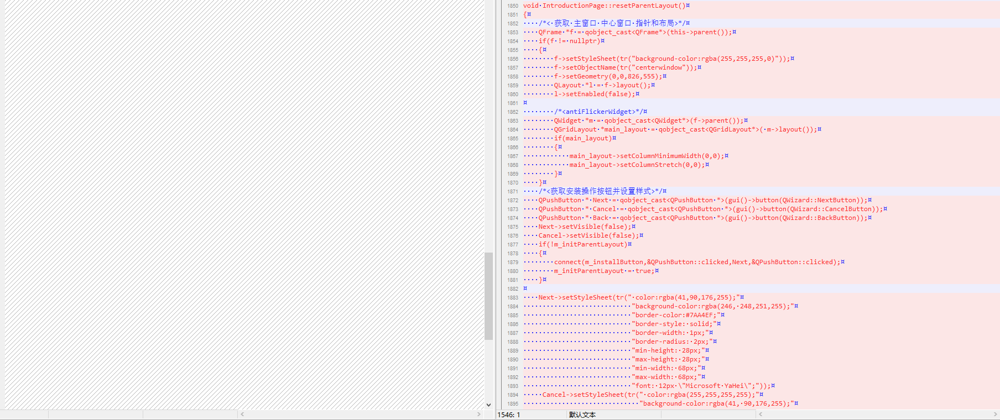 1850 void IntroductionPage::resetParentLayout()¤
1851 {¤
1852 ····/*<·获取·主窗口·中心窗口·指针和布局>*/¤
1853 ····QFrame·*f·=·qobject_cast<QFrame*>(this->parent());¤
1854 ····if(f·!=·nullptr)¤
1855 ····{¤
1856 ········f->setStyleSheet(tr("background-color:rgba(255,255,255,0)"));¤
1857 ········f->setObjectName(tr("centerwindow"));¤
1858 ········f->setGeometry(0,0,826,555);¤
1859 ········QLayout·*l·=·f->layout();¤
1860 ········l->setEnabled(false);¤
1861 ¤
1862 ········/*<antiFlickerWidget>*/¤
1863 ········QWidget·*m·=·qobject_cast<QWidget*>(f->parent());¤
1864 ········QGridLayout·*main_layout·=·qobject_cast<QGridLayout*>(·m->layout());¤
1865 ········if(main_layout)¤
1866 ········{¤
1867 ············main_layout->setColumnMinimumWidth(0,0);¤
1868 ············main_layout->setColumnStretch(0,0);¤
1869 ········}¤
1870 ····}¤
1871 ····/*<获取安装操作按钮并设置样式>*/¤
1872 ····QPushButton·*·Next·=·qobject_cast<QPushButton·*>(gui()->button(QWizard::NextButton));¤
1873 ····QPushButton·*·Cancel·=·qobject_cast<QPushButton·*>(gui()->button(QWizard::CancelButton));¤
1874 ····QPushButton·*·Back·=·qobject_cast<QPushButton·*>(gui()->button(QWizard::BackButton));¤
1875 ····Next->setVisible(false);¤
1876 ····Cancel->setVisible(false);¤
1877 ····if(!m_initParentLayout)¤
1878 ····{¤
1879 ········connect(m_installButton,&QPushButton::clicked,Next,&QPushButton::clicked);¤
1880 ········m_initParentLayout·=·true;¤
1881 ····}¤
1882 ¤
1883 ····Next->setStyleSheet(tr("·color:rgba(41,90,176,255);"¤
1884 ····························"background-color:rgba(246,·248,251,255);"¤
1885 ····························"border-color:#7AA4EF;"¤
1886 ····························"border-style:·solid;"¤
1887 ····························"border-width:·1px;"¤
1888 ····························"border-radius:·2px;"¤
1889 ····························"min-height:·28px;"¤
1890 ····························"max-height:·28px;"¤
1891 ····························"min-width:·68px;"¤
1892 ····························"max-width:·68px;"¤
1893 ····························"font:·12px·\"Microsoft·YaHei\";"));¤
1894 ·····Cancel->setStyleSheet(tr("·color:rgba(255,255,255,255);"¤
1895 ······························"background-color:rgba(41,·90,176,255);"¤
1546: 1 默认文本